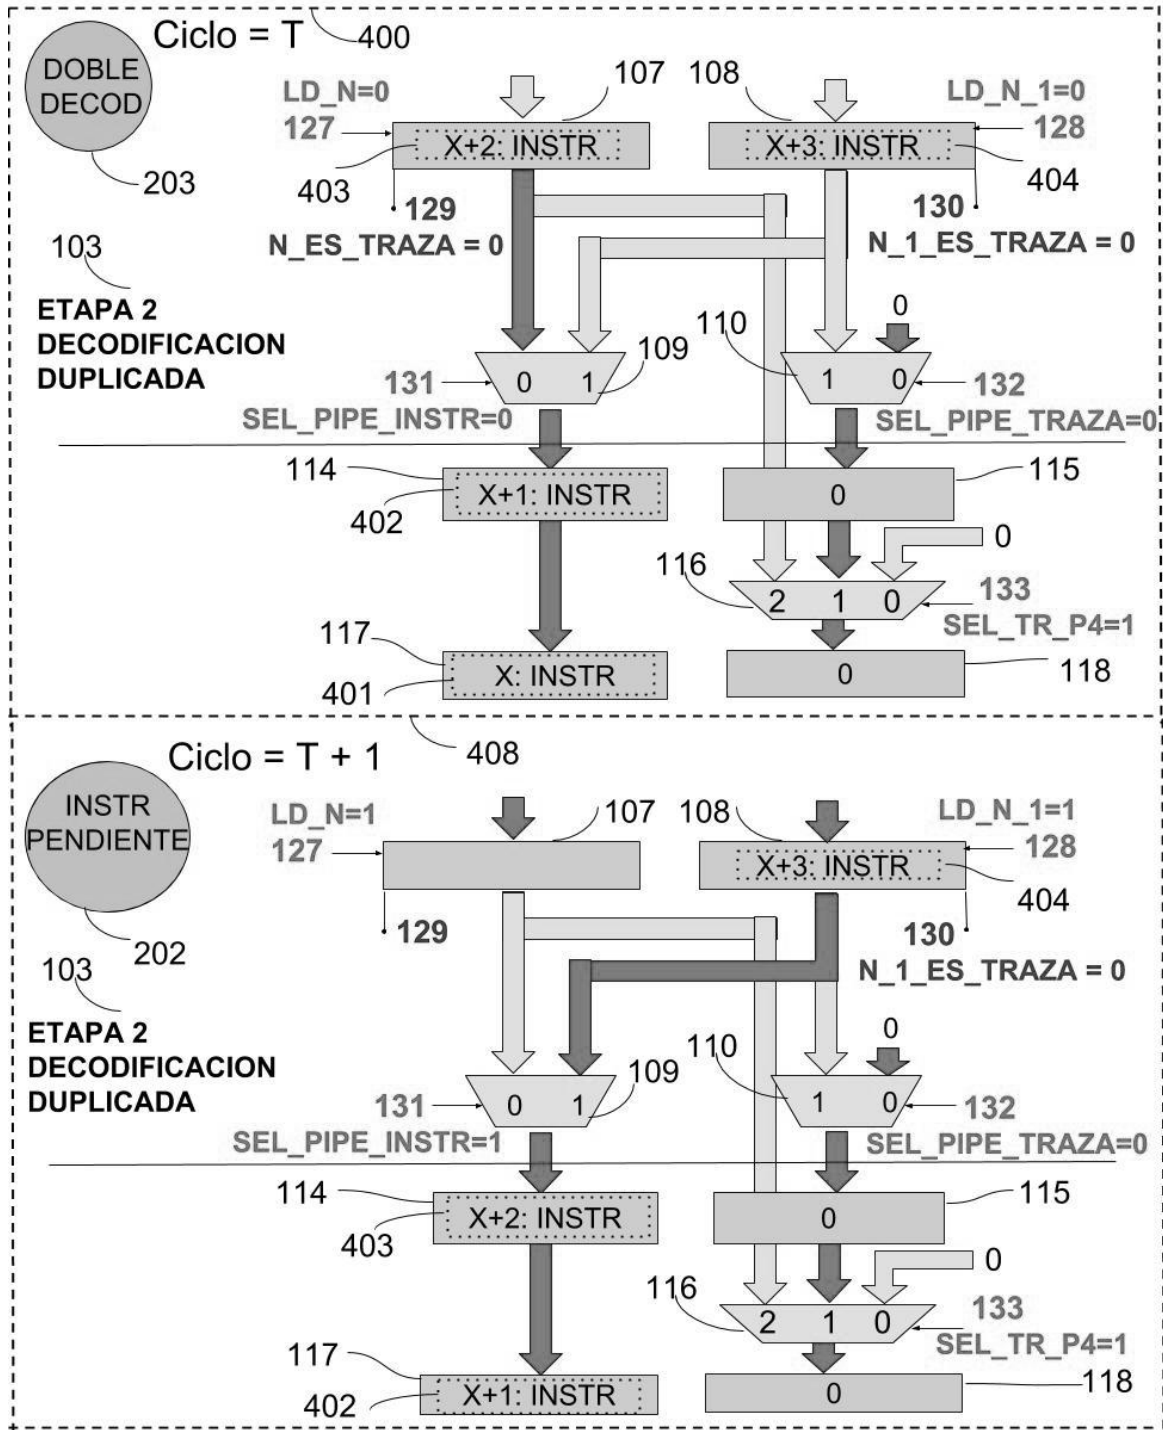 Ciclo = T
400
DOBLE
DECOD
203
LD_N=0
127
107
108
LD_N_1=0
128
X+2: INSTR
X+3: INSTR
403
404
129
N_ES_TRAZA = 0
130
N_1_ES_TRAZA = 0
103
ETAPA 2
DECODIFICACION
DUPLICADA
0
110
109
0 1
1 0
131
SEL_PIPE_INSTR=0
132
SEL_PIPE_TRAZA=0
114
115
X+1: INSTR
0
402
0
116
2 1 0
133
SEL_TR_P4=1
117
X: INSTR
0
401
118
Ciclo = T + 1
408
INSTR
PENDIENTE
202
LD_N=1
127
107
108
LD_N_1=1
128
X+3: INSTR
404
129
130
N_1_ES_TRAZA = 0
103
ETAPA 2
DECODIFICACION
DUPLICADA
0
110
109
0 1
1 0
131
SEL_PIPE_INSTR=1
132
SEL_PIPE_TRAZA=0
114
115
X+2: INSTR
0
403
0
116
2 1 0
133
SEL_TR_P4=1
117
X+1: INSTR
0
402
118